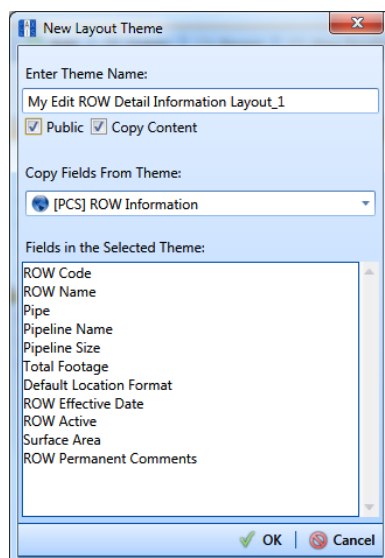 New Layout Theme
Enter Theme Name:
My Edit ROW Detail Information Layout_1
Public Copy Content
Copy Fields From Theme:
[PCS] ROW Information
Fields in the Selected Theme:
ROW Code
ROW Name
Pipe
Pipeline Name
Pipeline Size
Total Footage
Default Location Format
ROW Effective Date
ROW Active
Surface Area
ROW Permanent Comments
OK | Cancel